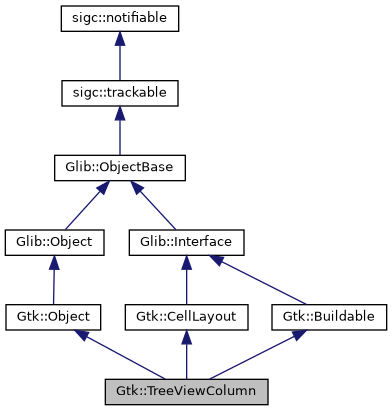 sigc::notifiable
sigc::trackable
Glib::ObjectBase
Glib::Object
Glib::Interface
Gtk::Object
Gtk::CellLayout
Gtk::Buildable
Gtk::TreeViewColumn